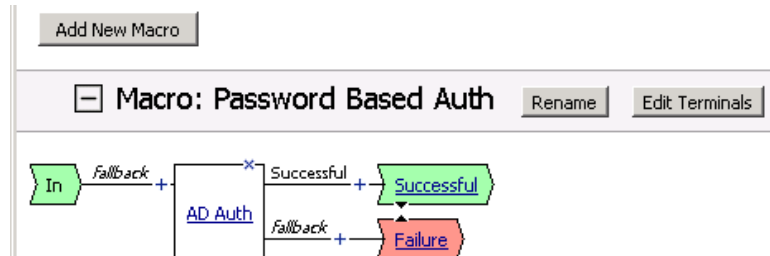 Add New Macro
Macro: Password Based Auth Rename Edit Terminals
In fallback + AD Auth Successful + Successful
fallback + Failure